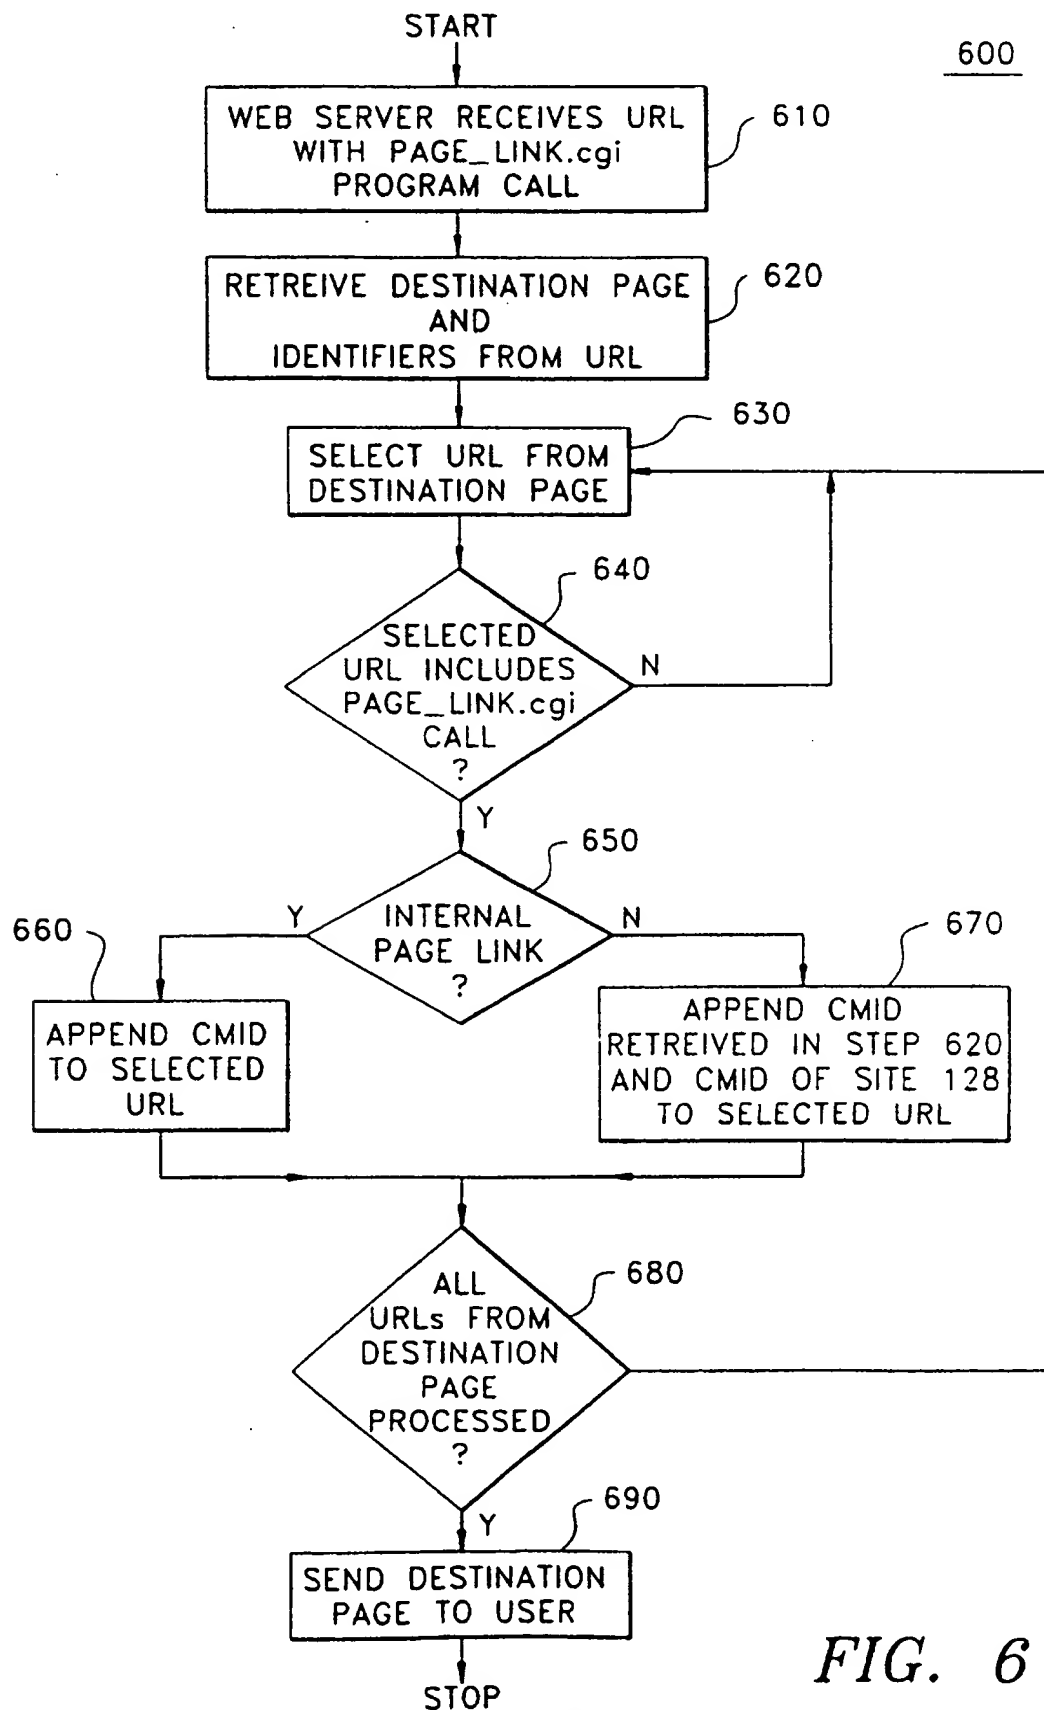 START
600
WEB SERVER RECEIVES URL
WITH PAGE_LINK.cgi
PROGRAM CALL
610
RETREIVE DESTINATION PAGE
AND
IDENTIFIERS FROM URL
620
SELECT URL FROM
DESTINATION PAGE
630
SELECTED
URL INCLUDES
PAGE_LINK.cgi
CALL
?
640
N
Y
INTERNAL
PAGE LINK
?
650
Y
N
660
APPEND CMID
TO SELECTED
URL
670
APPEND CMID
RETREIVED IN STEP 620
AND CMID OF SITE 128
TO SELECTED URL
ALL
URLs FROM
DESTINATION
PAGE
PROCESSED
?
680
Y
690
SEND DESTINATION
PAGE TO USER
STOP
FIG. 6